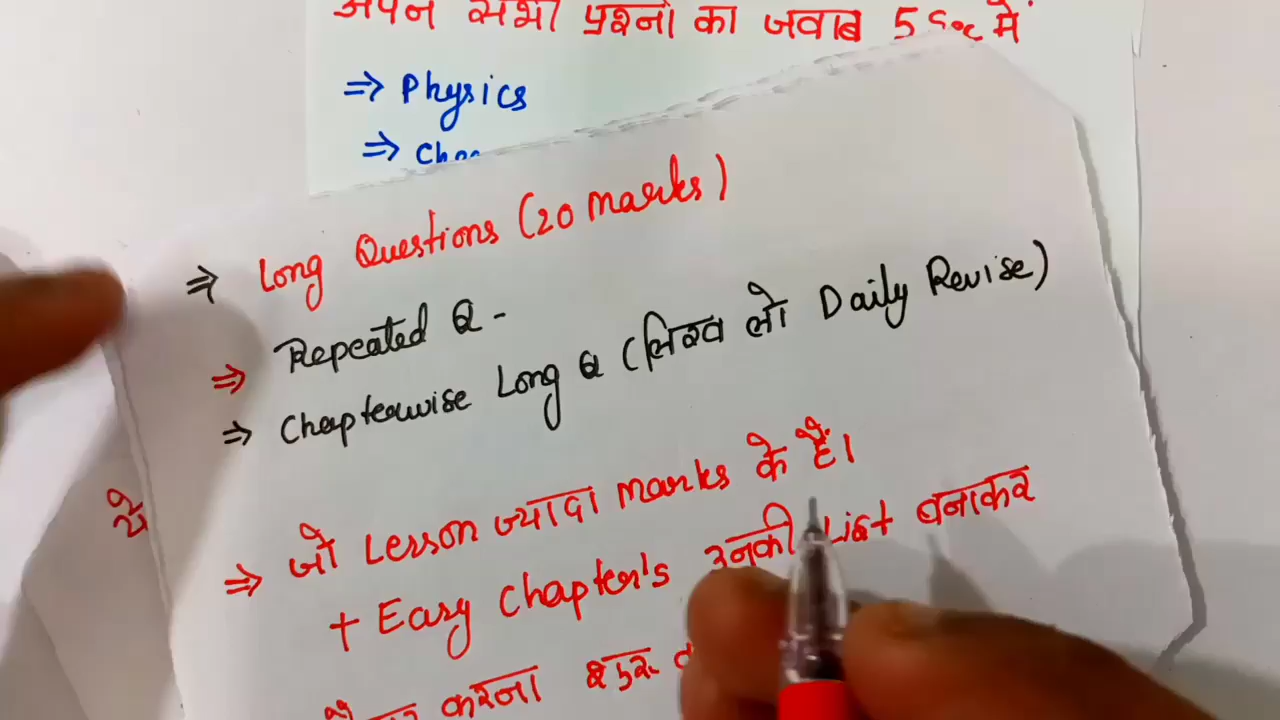 अपने सभी प्रश्नों का जवाब 5 Sec में
⇒ Physics
⇒ Long Questions (20 marks)
⇒ Repeated Q -
⇒ Chapterwise Long Q (लिख लो Daily Revise)
⇒ जो Lesson ज्यादा marks के हैं।
+ Easy Chapter's उनकी List बनाकर
करना शुरू